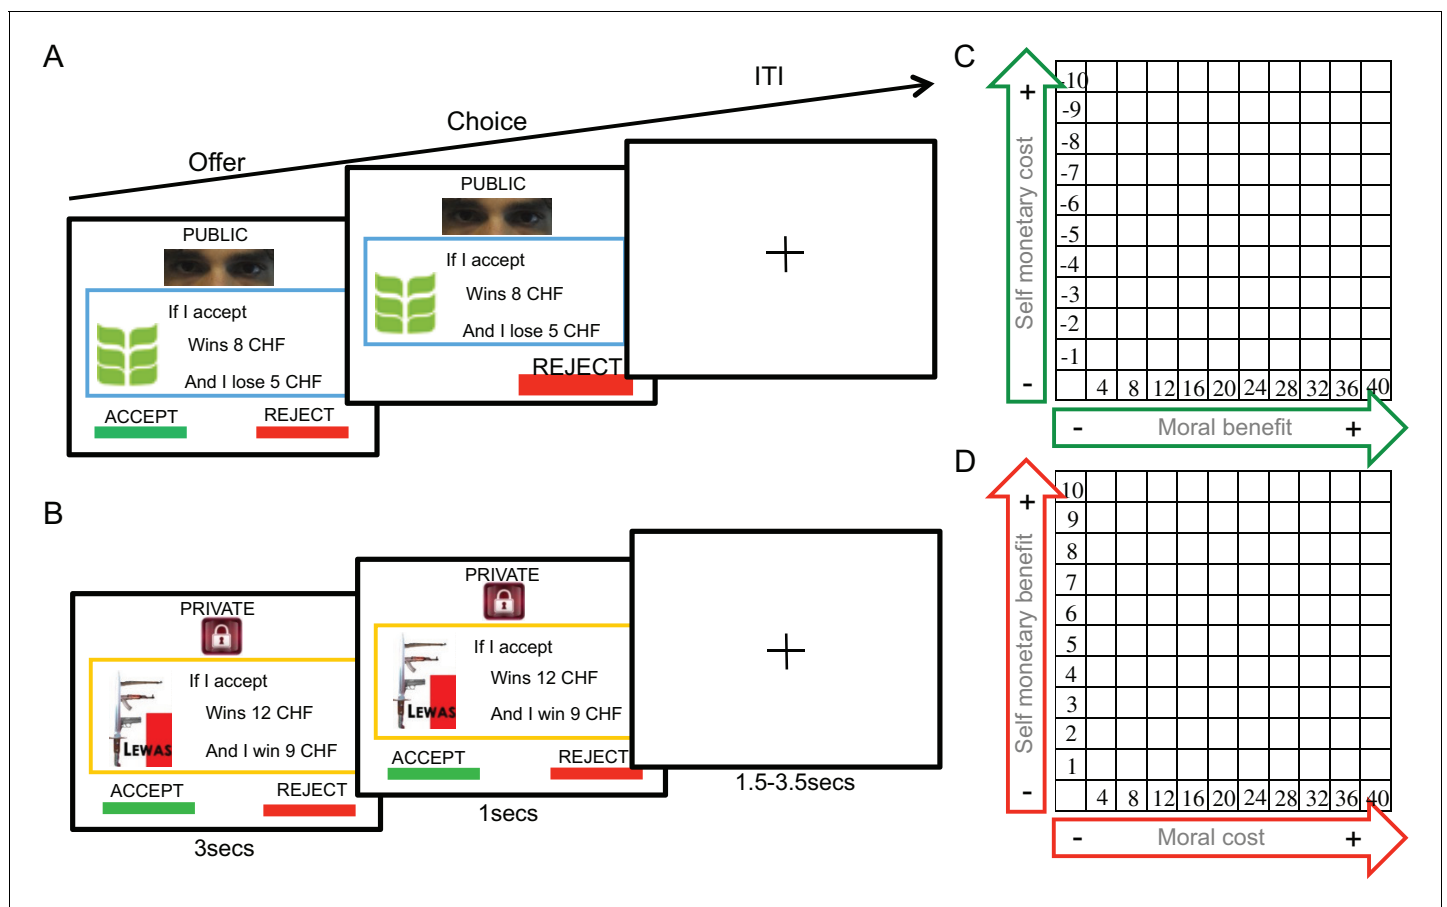 A
Offer
Choice
ITI
PUBLIC
If I accept
Wins 8 CHF
And I lose 5 CHF
ACCEPT
REJECT
PUBLIC
If I accept
Wins 8 CHF
And I lose 5 CHF
REJECT
B
PRIVATE
If I accept
Wins 12 CHF
And I win 9 CHF
LEWAS
ACCEPT
REJECT
3secs
PRIVATE
If I accept
Wins 12 CHF
And I win 9 CHF
LEWAS
ACCEPT
REJECT
1secs
1.5-3.5secs
C
+
Self monetary cost
-
-10
-9
-8
-7
-6
-5
-4
-3
-2
-1
4 8 12 16 20 24 28 32 36 40
- Moral benefit +
D
+
Self monetary benefit
-
10
9
8
7
6
5
4
3
2
1
4 8 12 16 20 24 28 32 36 40
- Moral cost +